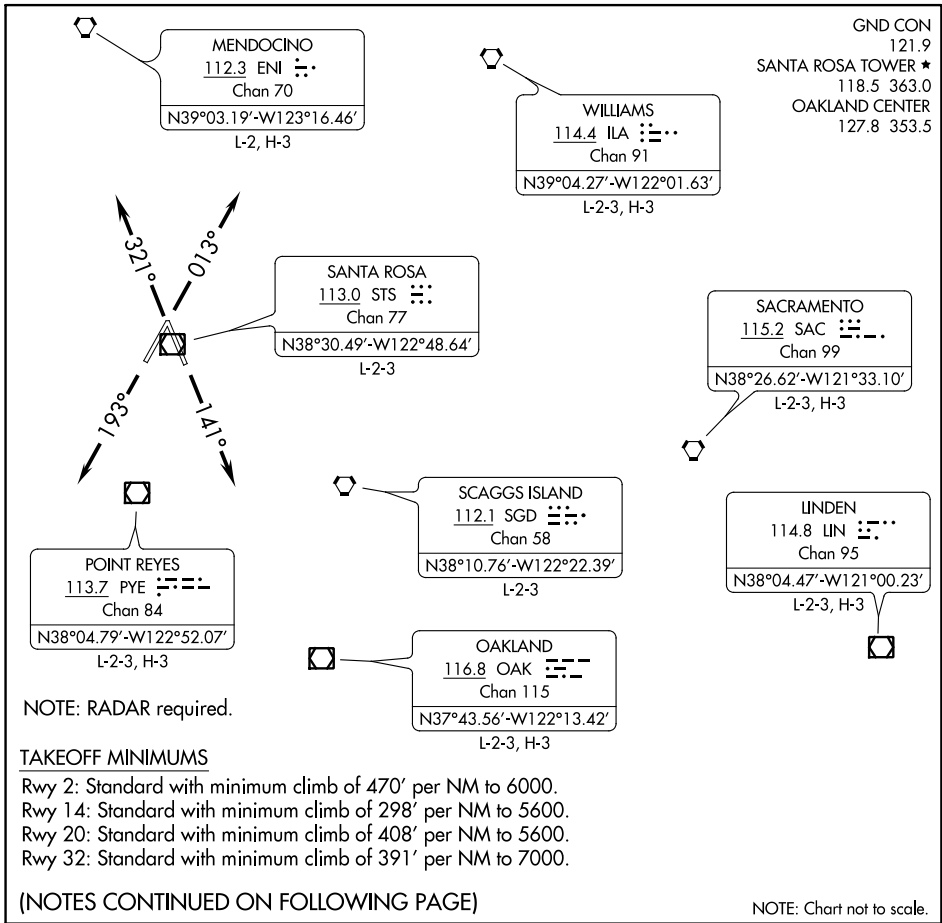 GND CON
121.9
SANTA ROSA TOWER ★
118.5 363.0
OAKLAND CENTER
127.8 353.5
MENDOCINO
112.3 ENI
Chan 70
N39°03.19′-W123°16.46′
L-2, H-3
WILLIAMS
114.4 ILA
Chan 91
N39°04.27′-W122°01.63′
L-2-3, H-3
321°
013°
SANTA ROSA
113.0 STS
Chan 77
N38°30.49′-W122°48.64′
L-2-3
SACRAMENTO
115.2 SAC
Chan 99
N38°26.62′-W121°33.10′
L-2-3, H-3
193°
141°
SCAGGS ISLAND
112.1 SGD
Chan 58
N38°10.76′-W122°22.39′
L-2-3
LINDEN
114.8 LIN
Chan 95
N38°04.47′-W121°00.23′
L-2-3, H-3
POINT REYES
113.7 PYE
Chan 84
N38°04.79′-W122°52.07′
L-2-3, H-3
OAKLAND
116.8 OAK
Chan 115
N37°43.56′-W122°13.42′
L-2-3, H-3
NOTE: RADAR required.
TAKEOFF MINIMUMS
Rwy 2: Standard with minimum climb of 470′ per NM to 6000.
Rwy 14: Standard with minimum climb of 298′ per NM to 5600.
Rwy 20: Standard with minimum climb of 408′ per NM to 5600.
Rwy 32: Standard with minimum climb of 391′ per NM to 7000.
(NOTES CONTINUED ON FOLLOWING PAGE)
NOTE: Chart not to scale.